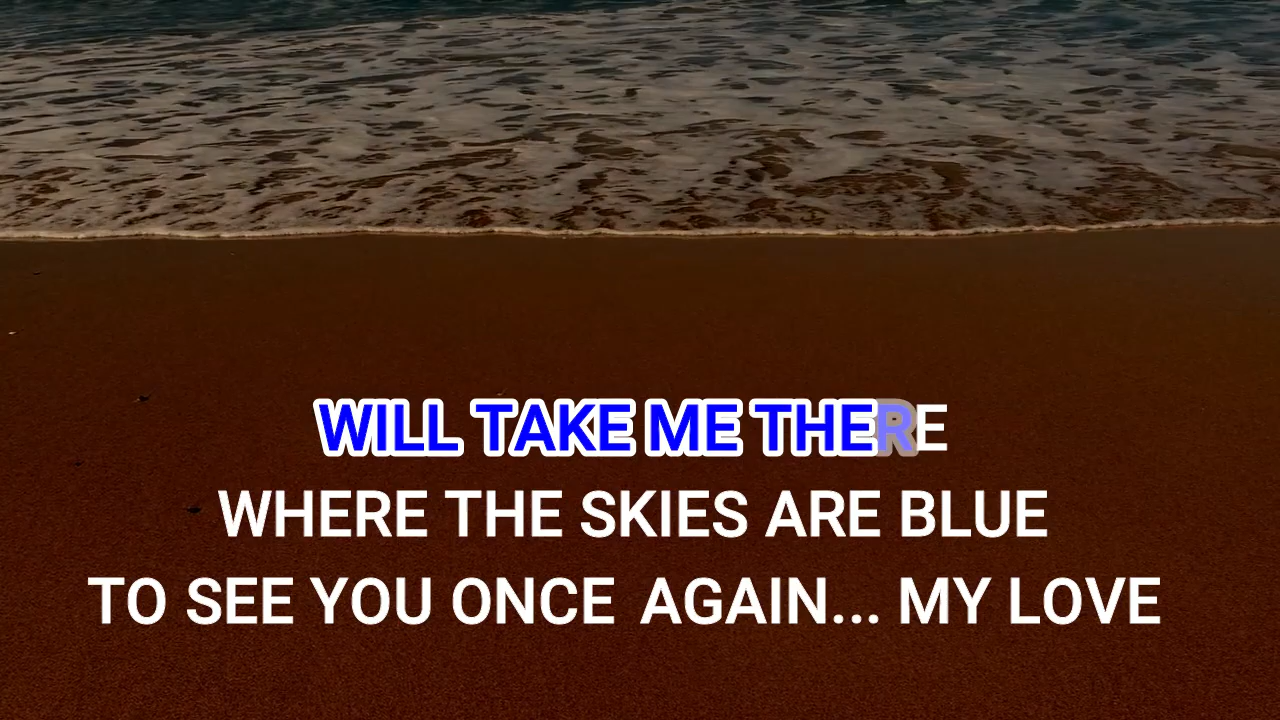 WILL TAKE ME THERE
WHERE THE SKIES ARE BLUE
TO SEE YOU ONCE AGAIN... MY LOVE